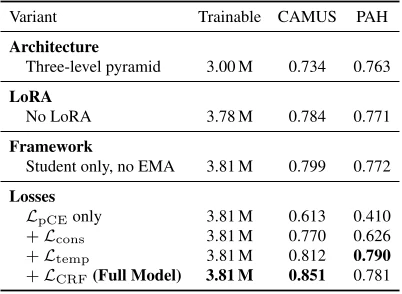 Variant Trainable CAMUS PAH
Architecture
Three-level pyramid 3.00 M 0.734 0.763
LoRA
No LoRA 3.78 M 0.784 0.771
Framework
Student only, no EMA 3.81 M 0.799 0.772
Losses
ℒpCE only 3.81 M 0.613 0.410
+ ℒcons 3.81 M 0.770 0.626
+ ℒtemp 3.81 M 0.812 0.790
+ ℒCRF (Full Model) 3.81 M 0.851 0.781